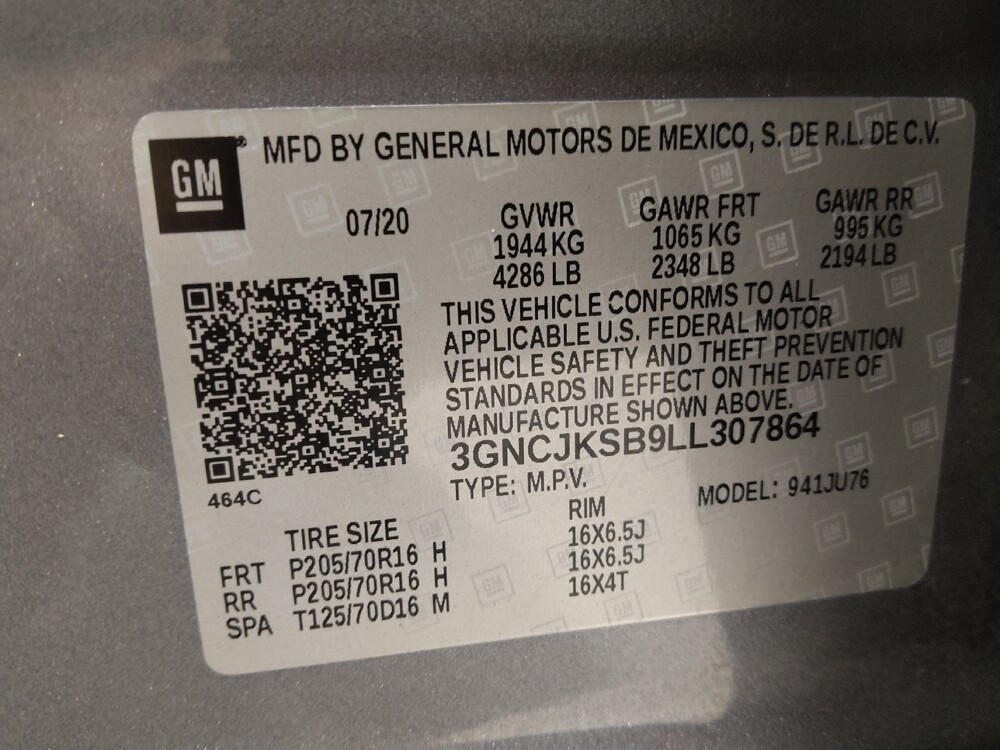 GM ® MFD BY GENERAL MOTORS DE MEXICO, S. DE R.L. DE C.V.
07/20 GVWR GAWR FRT GAWR RR
1944 KG 1065 KG 995 KG
4286 LB 2348 LB 2194 LB
THIS VEHICLE CONFORMS TO ALL
APPLICABLE U.S. FEDERAL MOTOR
VEHICLE SAFETY AND THEFT PREVENTION
STANDARDS IN EFFECT ON THE DATE OF
MANUFACTURE SHOWN ABOVE.
3GNCJKSB9LL307864
464C
TYPE: M.P.V. MODEL: 941JU76
TIRE SIZE RIM
FRT P205/70R16 H 16X6.5J
RR P205/70R16 H 16X6.5J
SPA T125/70D16 M 16X4T